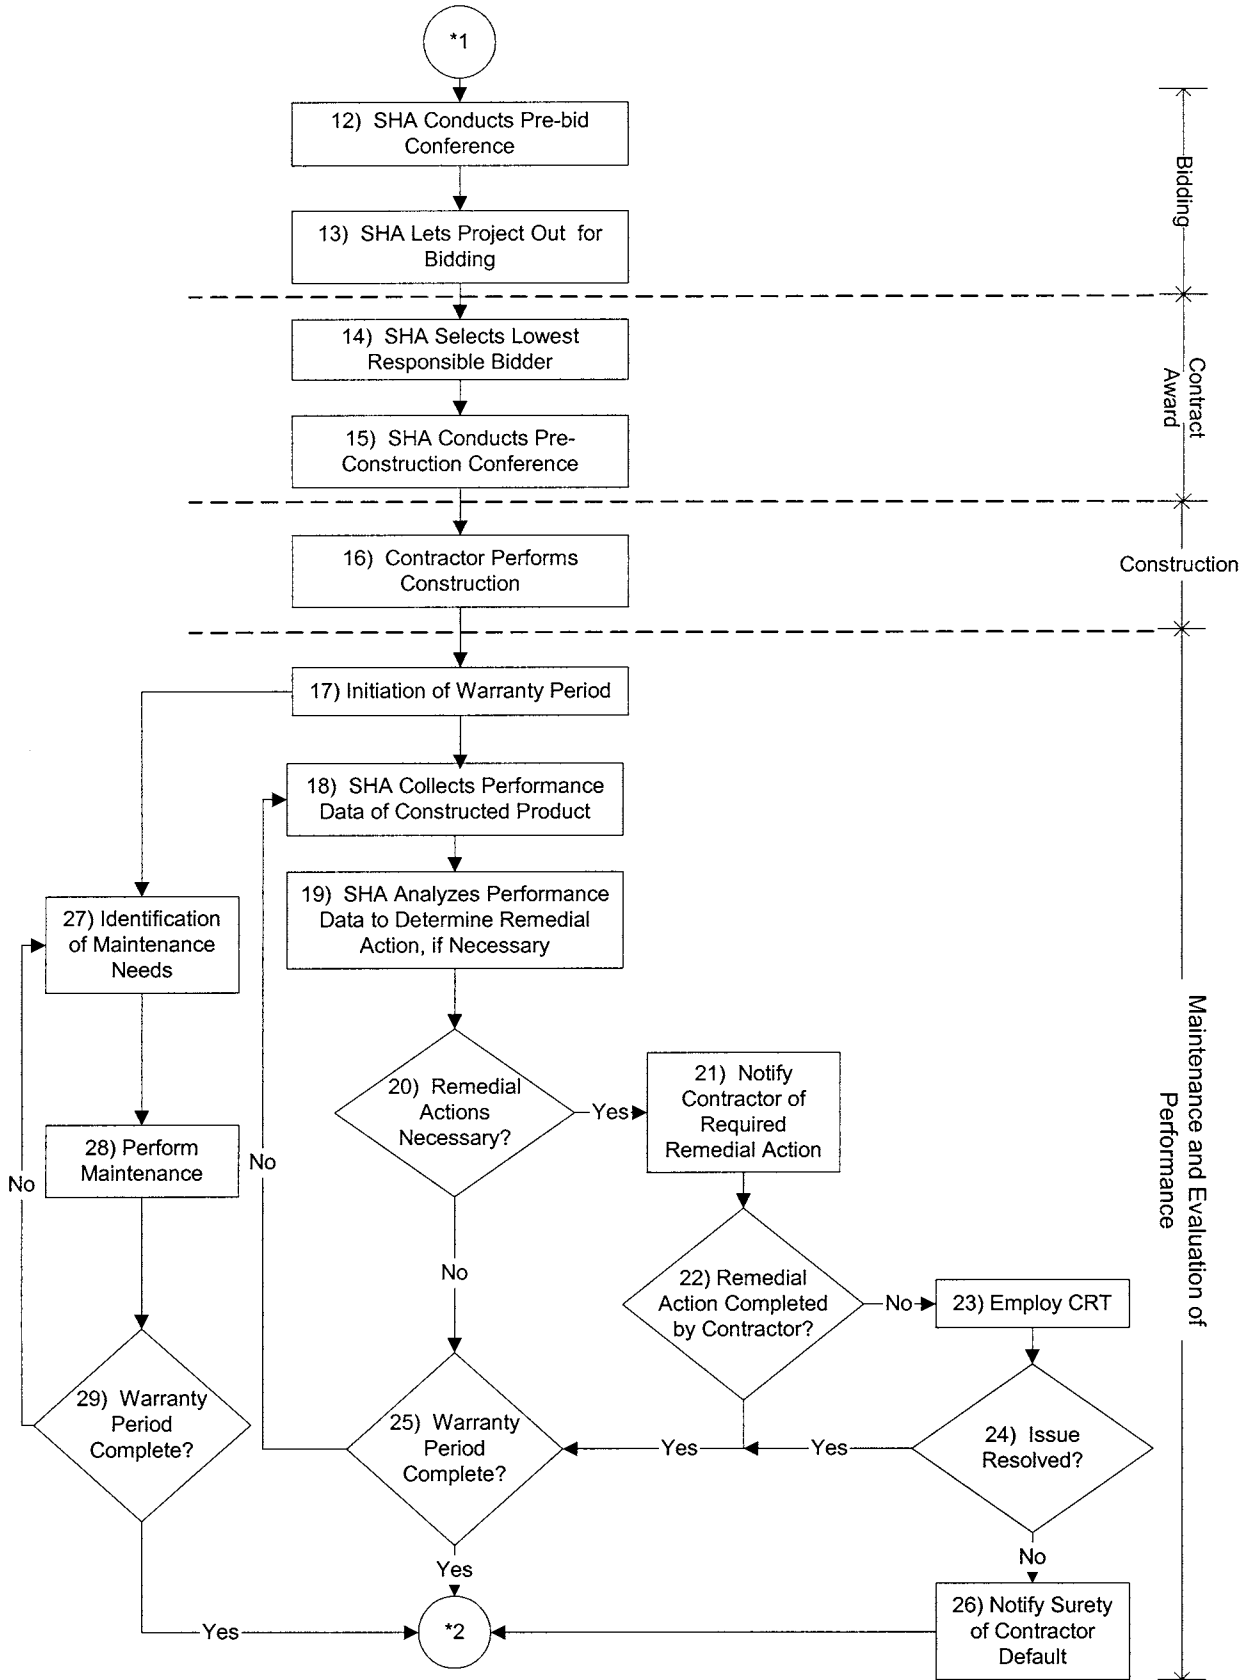 *1
12) SHA Conducts Pre-bid
Conference
13) SHA Lets Project Out for
Bidding
Bidding
14) SHA Selects Lowest
Responsible Bidder
15) SHA Conducts Pre-
Construction Conference
Contract
Award
16) Contractor Performs
Construction
Construction
17) Initiation of Warranty Period
18) SHA Collects Performance
Data of Constructed Product
19) SHA Analyzes Performance
Data to Determine Remedial
Action, if Necessary
27) Identification
of Maintenance
Needs
20) Remedial
Actions
Necessary?
Yes
21) Notify
Contractor of
Required
Remedial Action
28) Perform
Maintenance
No
No
No
22) Remedial
Action Completed
by Contractor?
No
23) Employ CRT
Maintenance and Evaluation of
Performance
29) Warranty
Period
Complete?
25) Warranty
Period
Complete?
Yes
Yes
24) Issue
Resolved?
Yes
No
Yes
*2
26) Notify Surety
of Contractor
Default